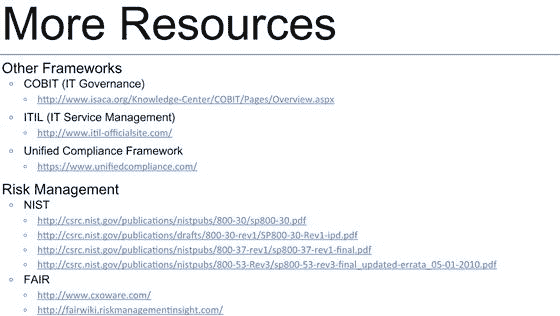 More Resources
Other Frameworks
COBIT (IT Governance)
http://www.isaca.org/Knowledge-Center/COBIT/Pages/Overview.aspx
ITIL (IT Service Management)
http://www.itil-officialsite.com/
Unified Compliance Framework
https://www.unifiedcompliance.com/
Risk Management
NIST
http://csrc.nist.gov/publications/nistpubs/800-30/sp800-30.pdf
http://csrc.nist.gov/publications/drafts/800-30-rev1/SP800-30-Rev1-ipd.pdf
http://csrc.nist.gov/publications/nistpubs/800-37-rev1/sp800-37-rev1-final.pdf
http://csrc.nist.gov/publications/nistpubs/800-53-Rev3/sp800-53-rev3-final_updated-errata_05-01-2010.pdf
FAIR
http://www.cxoware.com/
http://fairwiki.riskmanagementinsight.com/